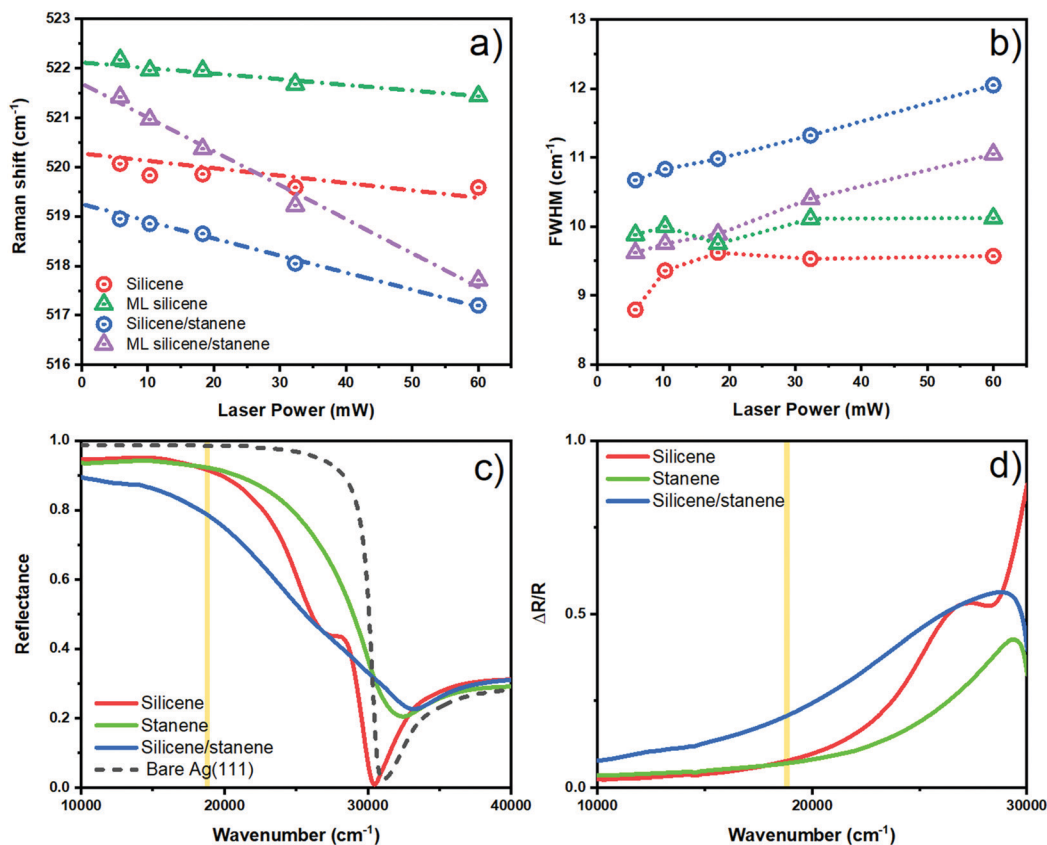 a)
Raman shift (cm⁻¹)
523
522
521
520
519
518
517
516
Silicene
ML silicene
Silicene/stanene
ML silicene/stanene
0 10 20 30 40 50 60
Laser Power (mW)
b)
FWHM (cm⁻¹)
13
12
11
10
9
8
0 10 20 30 40 50 60
Laser Power (mW)
c)
Reflectance
1.0
0.8
0.6
0.4
0.2
0.0
Silicene
Stanene
Silicene/stanene
Bare Ag(111)
10000 20000 30000 40000
Wavenumber (cm⁻¹)
d)
ΔR/R
1.0
0.5
0.0
Silicene
Stanene
Silicene/stanene
10000 20000 30000
Wavenumber (cm⁻¹)